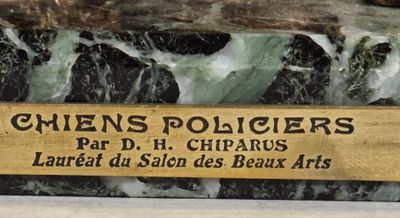 CHIENS POLICIERS
Par D. H. CHIPARUS
Lauréat du Salon des Beaux Arts